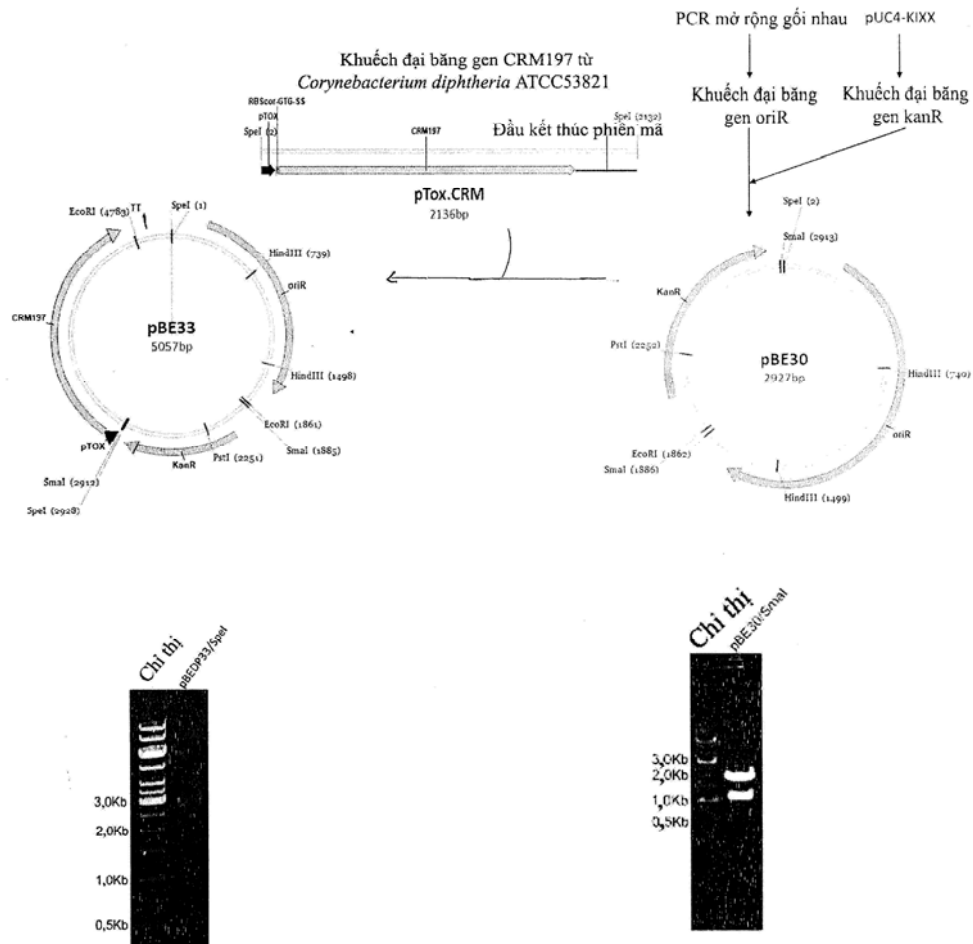 PCR mở rộng gối nhau
pUC4-KIXX
Khuếch đại băng gen CRM197 từ
Corynebacterium diphtheria ATCC53821
Khuếch đại băng
gen oriR
Khuếch đại băng
gen kanR
RBScor-GTG-SS
pTOX
SpeI (2)
CRM197
Đầu kết thúc phiên mã
SpeI (2132)
pTox.CRM
2136bp
EcoRI (4783)
TT
SpeI (1)
HindIII (739)
oriR
CRM197
pBE33
5057bp
HindIII (1498)
EcoRI (1861)
SmaI (1885)
PstI (2251)
KanR
pTOX
SmaI (2912)
SpeI (2928)
SpeI (2)
SmaI (2913)
KanR
PstI (2252)
pBE30
2927bp
HindIII (740)
oriR
EcoRI (1862)
SmaI (1886)
HindIII (1499)
Chỉ thị
pBEDP33/SpeI
3,0Kb
2,0Kb
1,0Kb
0,5Kb
Chỉ thị
pBE30/SmaI
3,0Kb
2,0Kb
1,0Kb
0,5Kb